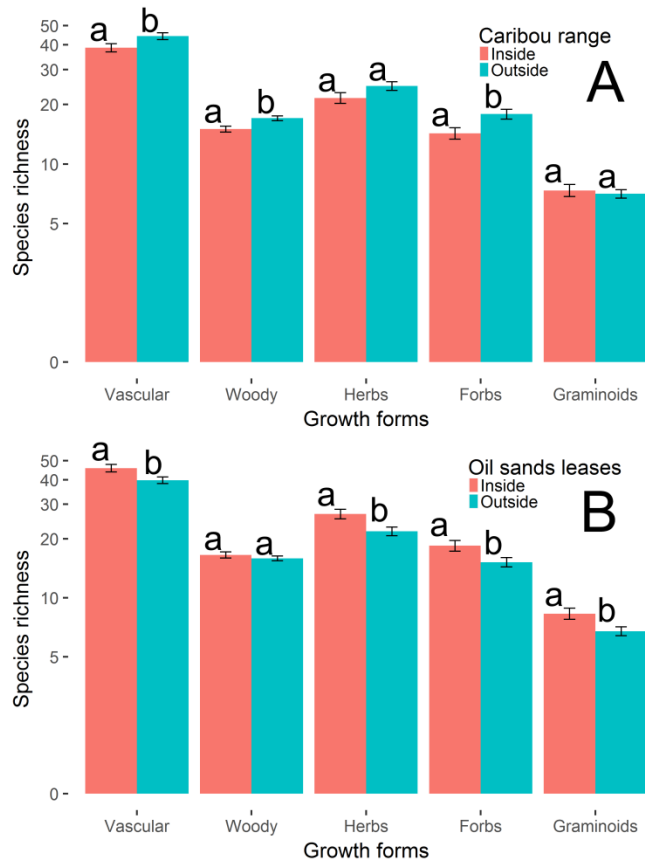 Species richness
50
40
30
20
10
5
0
a b a b a a a b a a
Caribou range
Inside
Outside
A
Vascular Woody Herbs Forbs Graminoids
Growth forms
Species richness
50
40
30
20
10
5
0
a b a a a b a b a b
Oil sands leases
Inside
Outside
B
Vascular Woody Herbs Forbs Graminoids
Growth forms